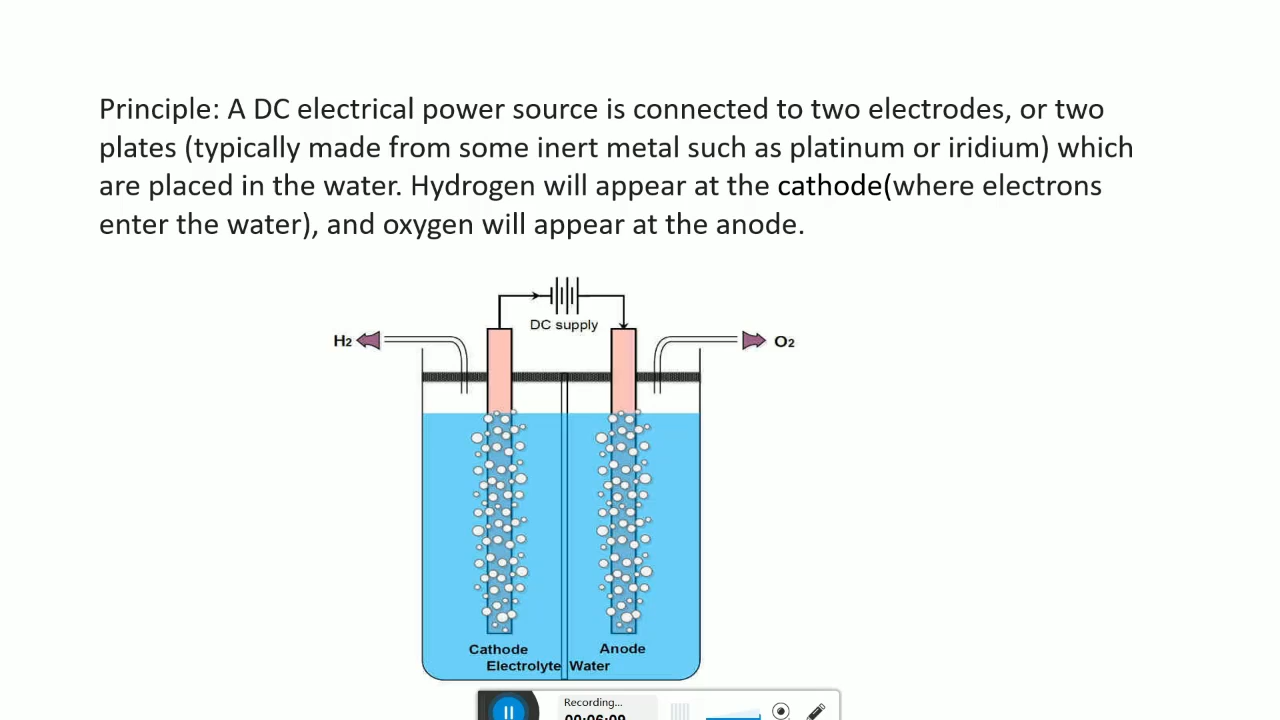 Principle: A DC electrical power source is connected to two electrodes, or two
plates (typically made from some inert metal such as platinum or iridium) which
are placed in the water. Hydrogen will appear at the cathode(where electrons
enter the water), and oxygen will appear at the anode.
DC supply
H2
O2
Cathode
Anode
Electrolyte Water
Recording...
00:06:09